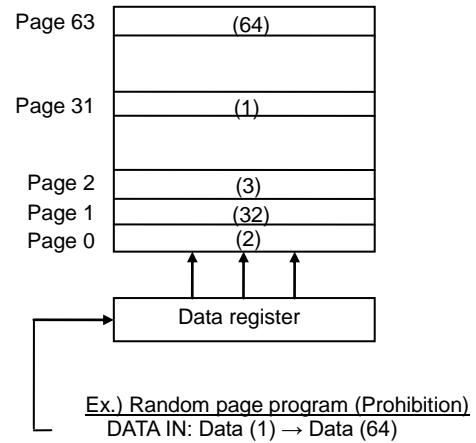 Page 63 (64)
Page 31 (1)
Page 2 (3)
Page 1 (32)
Page 0 (2)
Data register
Ex.) Random page program (Prohibition)
DATA IN: Data (1) → Data (64)